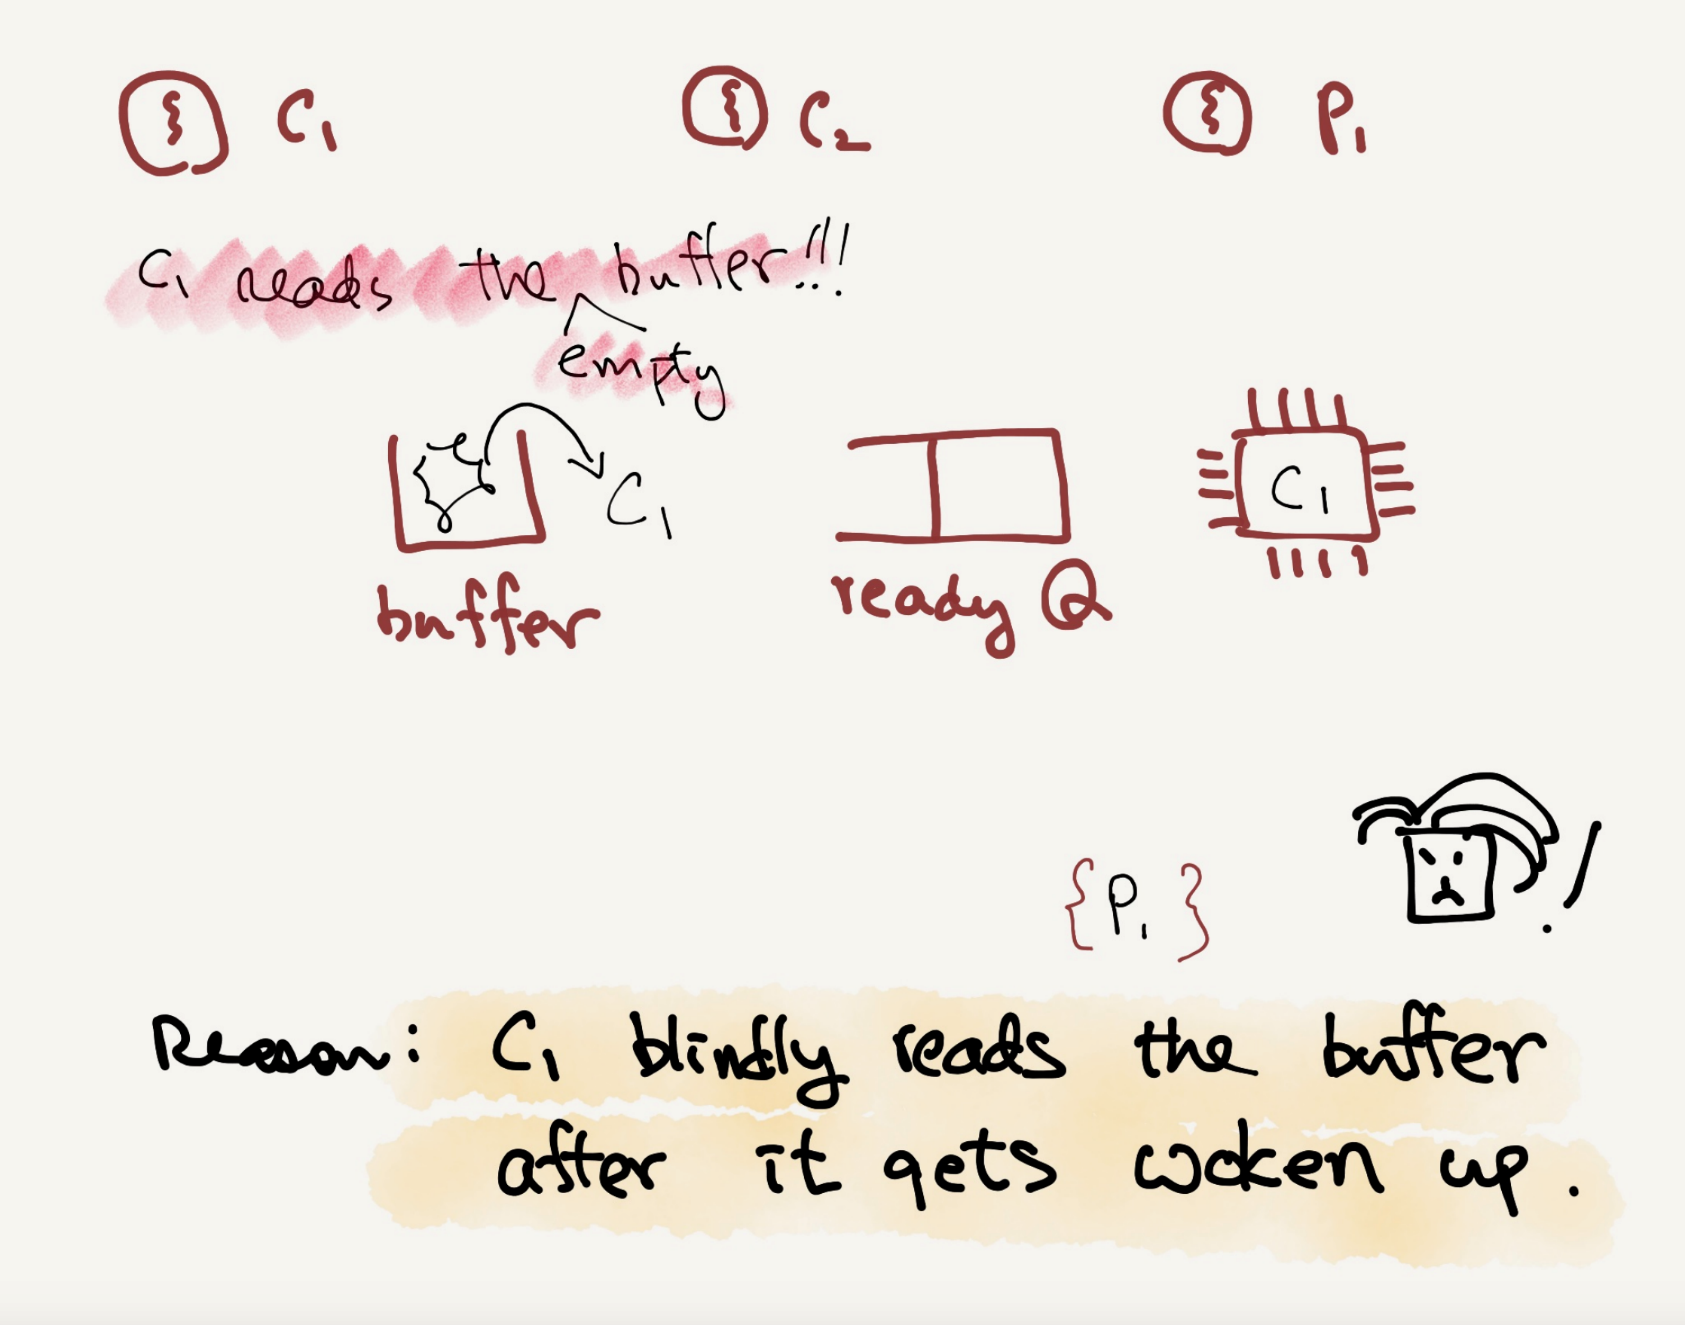 C1 C2 P1
C1 reads the buffer!!!
empty
C1
C1
buffer
ready Q
{P1}
!
Reason: C1 blindly reads the buffer
after it gets woken up.